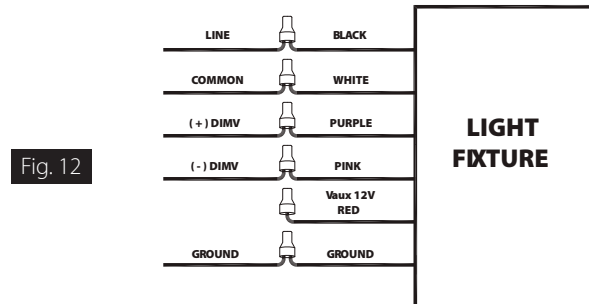 LINE BLACK
COMMON WHITE
(+) DIMV PURPLE
(-) DIMV PINK
Vaux 12V
RED
GROUND GROUND
LIGHT
FIXTURE
Fig. 12